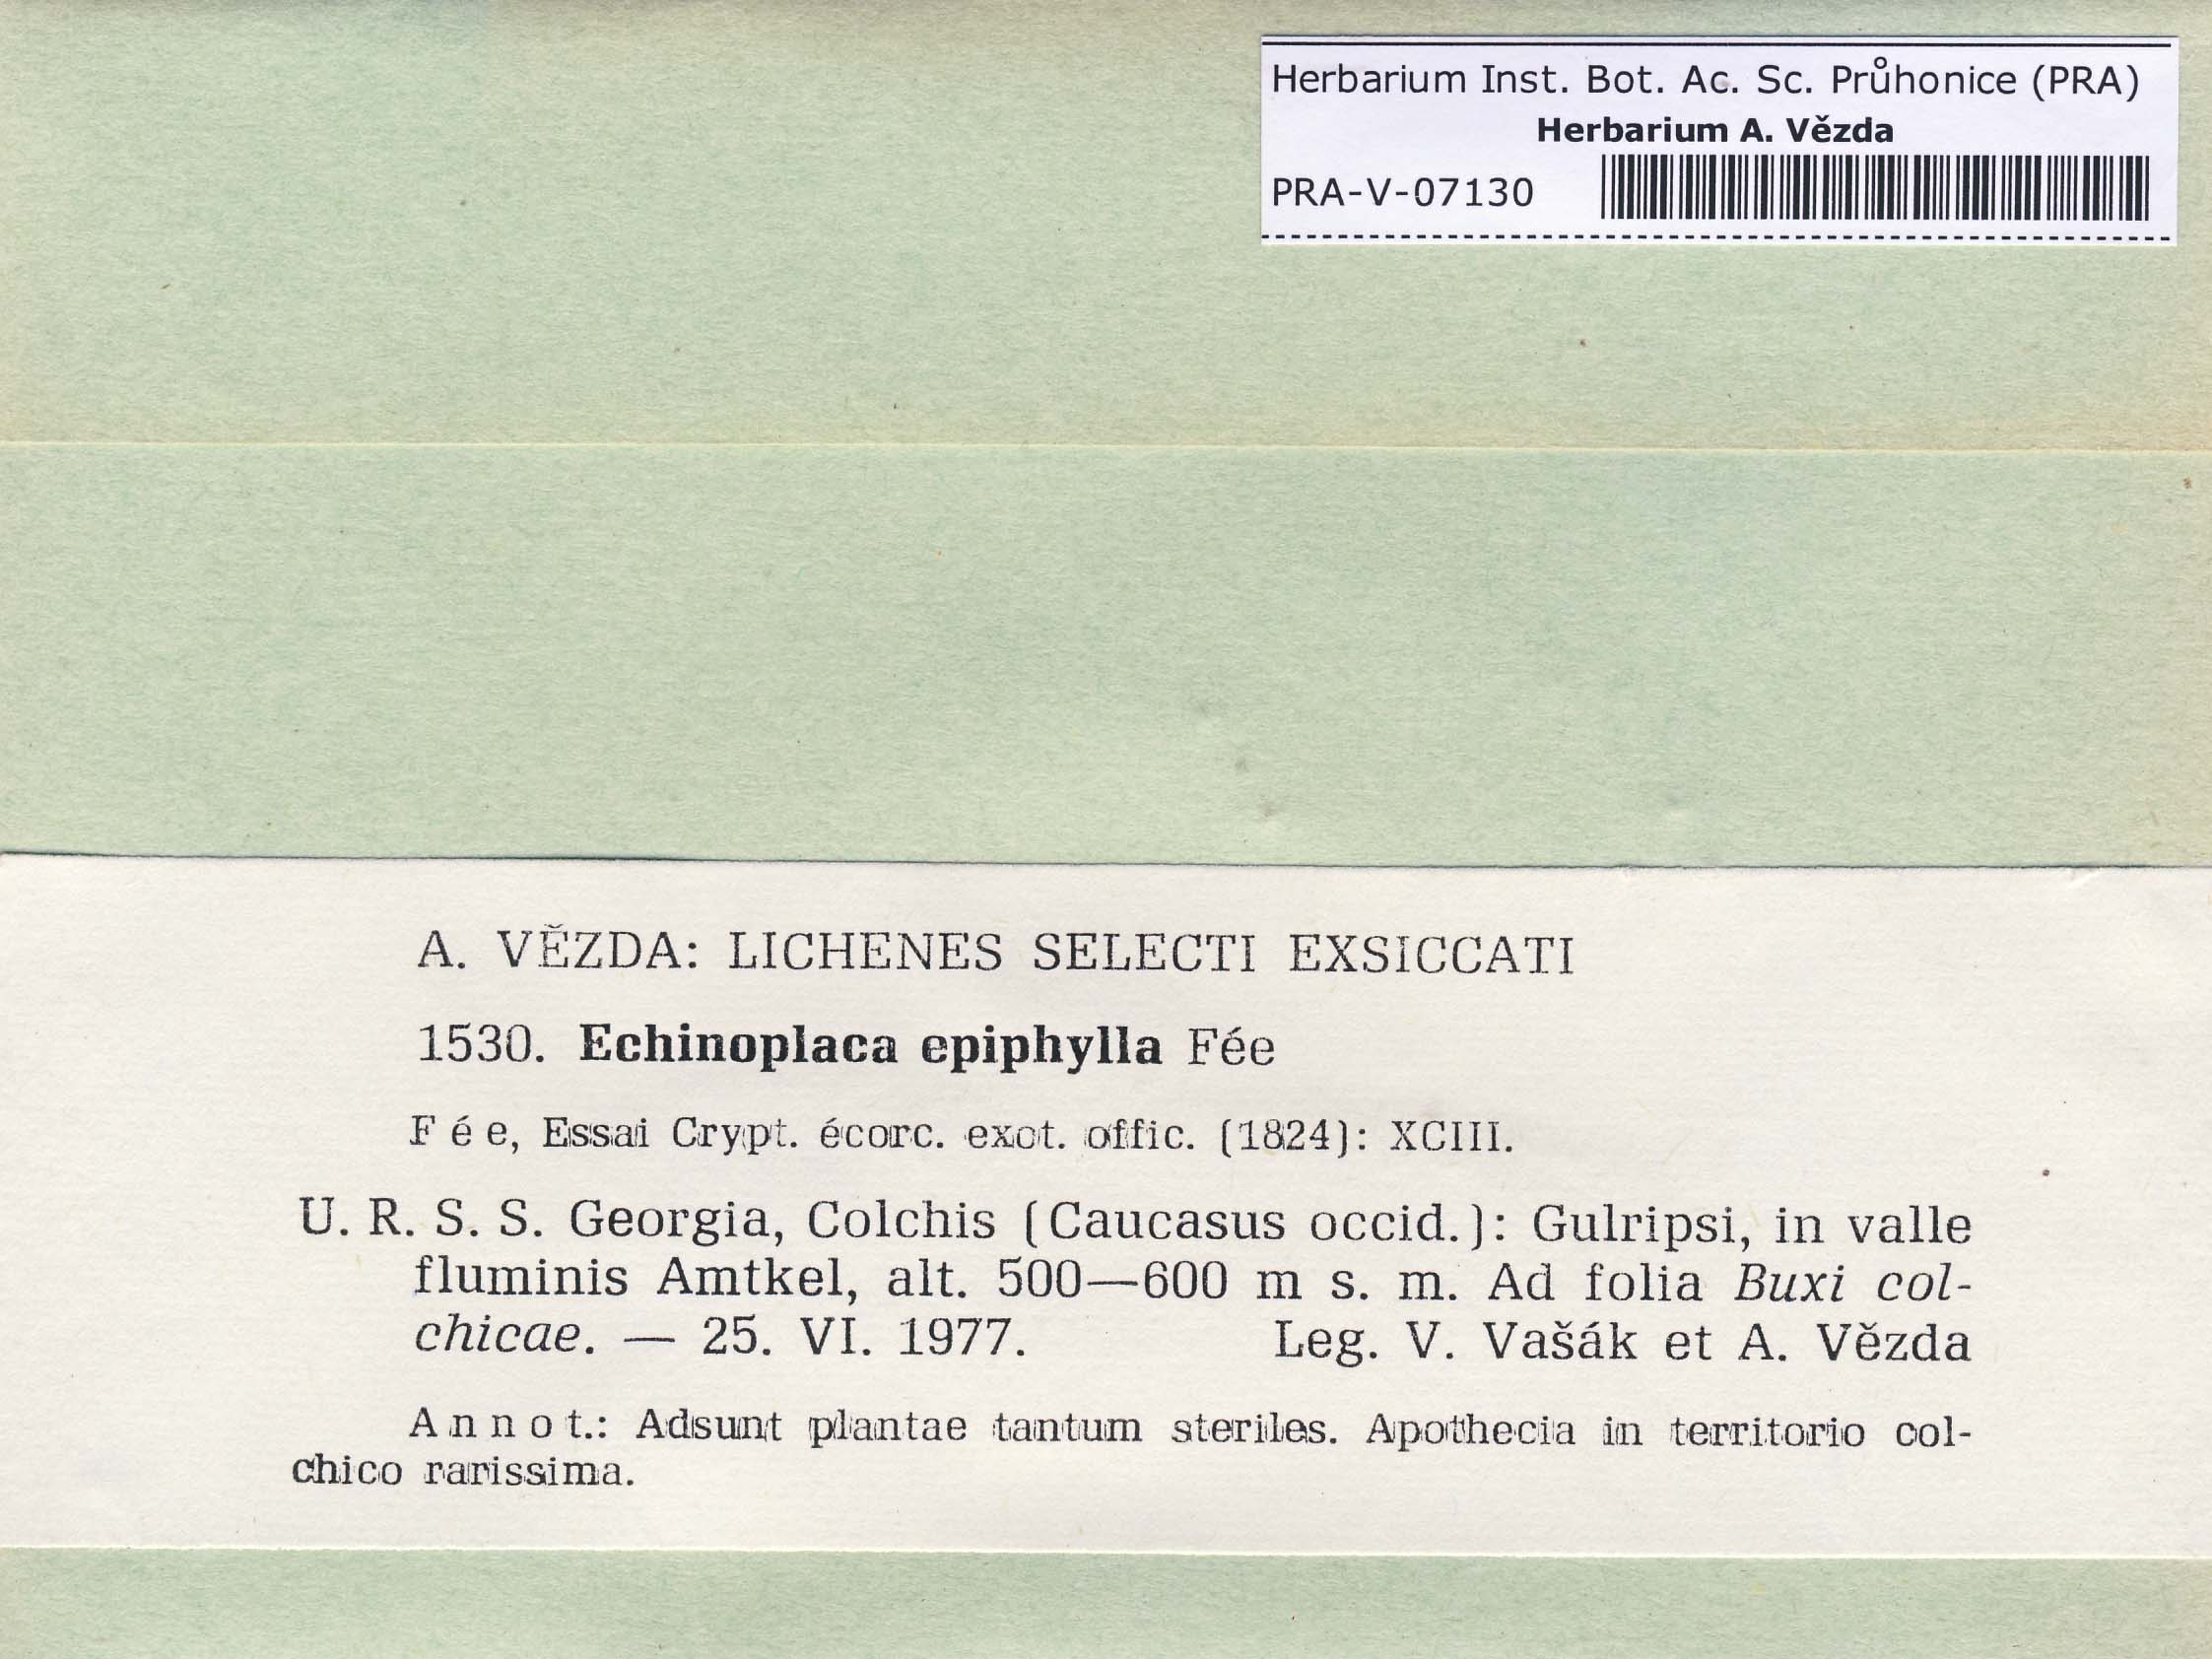 Herbarium Inst. Bot. Ac. Sc. Průhonice (PRA)
Herbarium A. Vězda
PRA-V-07130
A. VĚZDA: LICHENES SELECTI EXSICCATI
1530. Echinoplaca epiphylla Fée
Fée, Essai Crypt. écorc. exot. offic. (1824): XCIII.
U. R. S. S. Georgia, Colchis (Caucasus occid.): Gulripsi, in valle
fluminis Amtkel, alt. 500—600 m s. m. Ad folia Buxi col-
chicae. — 25. VI. 1977. Leg. V. Vašák et A. Vězda
Annot.: Adsunt plantae tantum steriles. Apothecia in territorio col-
chico rarissima.